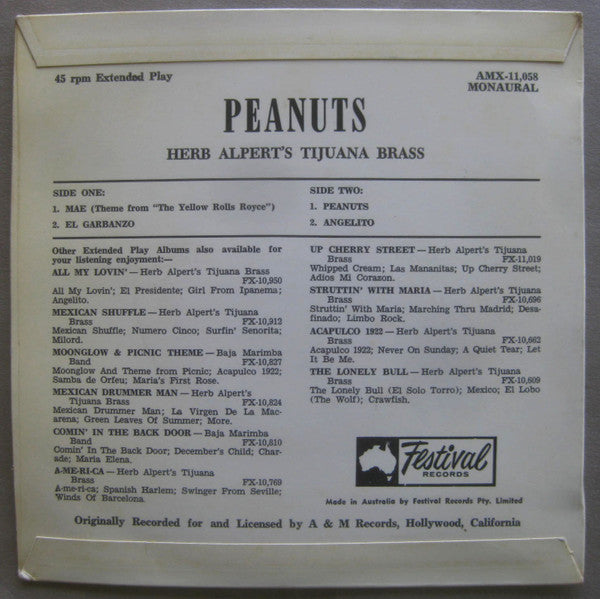 45 rpm Extended Play
AMX-11,058
MONAURAL
PEANUTS
HERB ALPERT'S TIJUANA BRASS
SIDE ONE:
1. MAE (Theme from "The Yellow Rolls Royce")
2. EL GARBANZO
SIDE TWO:
1. PEANUTS
2. ANGELITO
Other Extended Play Albums also available for
your listening enjoyment:—
ALL MY LOVIN' — Herb Alpert's Tijuana Brass
FX-10,950
All My Lovin'; El Presidente; Girl From Ipanema;
Angelito.
MEXICAN SHUFFLE — Herb Alpert's Tijuana
Brass FX-10,912
Mexican Shuffle; Numero Cinco; Surfin' Senorita;
Milord.
MOONGLOW & PICNIC THEME — Baja Marimba
Band FX-10,827
Moonglow And Theme from Picnic; Acapulco 1922;
Samba de Orfeu; Maria's First Rose.
MEXICAN DRUMMER MAN — Herb Alpert's
Tijuana Brass FX-10,824
Mexican Drummer Man; La Virgen De La Ma-
carena; Green Leaves Of Summer; More.
COMIN' IN THE BACK DOOR — Baja Marimba
Band FX-10,810
Comin' In The Back Door; December's Child; Char-
ade; Maria Elena.
A-ME-RI-CA — Herb Alpert's Tijuana
Brass FX-10,769
A-me-ri-ca; Spanish Harlem; Swinger From Seville;
Winds Of Barcelona.
UP CHERRY STREET — Herb Alpert's Tijuana
Brass FX-11,019
Whipped Cream; Las Mananitas; Up Cherry Street;
Adios Mi Corazon.
STRUTTIN' WITH MARIA — Herb Alpert's Tijuana
Brass FX-10,696
Struttin' With Maria; Marching Thru Madrid; Desa-
finado; Limbo Rock.
ACAPULCO 1922 — Herb Alpert's Tijuana
Brass FX-10,662
Acapulco 1922; Never On Sunday; A Quiet Tear; Let
It Be Me.
THE LONELY BULL — Herb Alpert's Tijuana
Brass FX-10,609
The Lonely Bull (El Solo Torro); Mexico; El Lobo
(The Wolf); Crawfish.
Festival
RECORDS
Made in Australia by Festival Records Pty. Limited
Originally Recorded for and Licensed by A & M Records, Hollywood, California